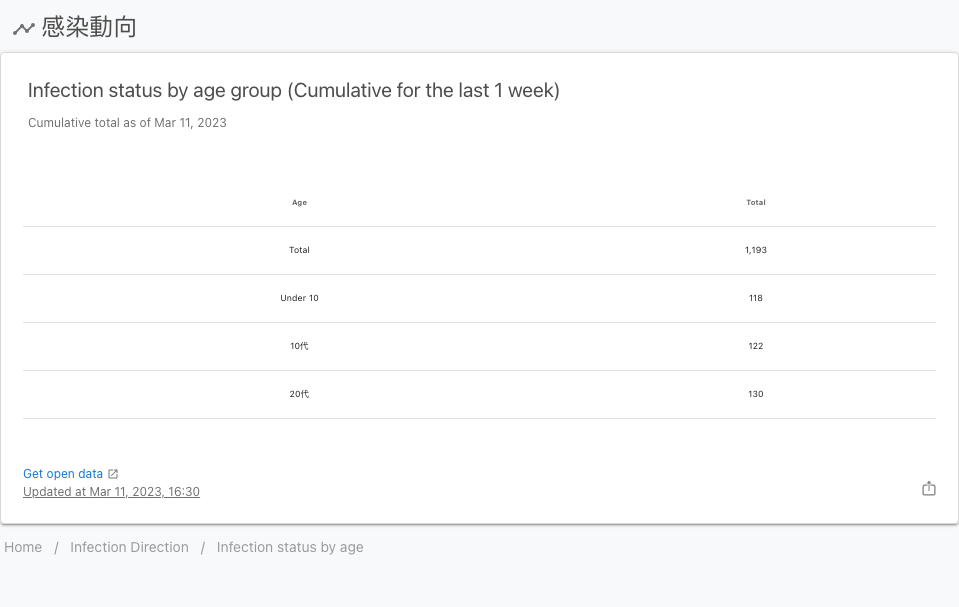 感染動向
Infection status by age group (Cumulative for the last 1 week)
Cumulative total as of Mar 11, 2023
Age Total
Total 1,193
Under 10 118
10代 122
20代 130
Get open data
Updated at Mar 11, 2023, 16:30
Home / Infection Direction / Infection status by age